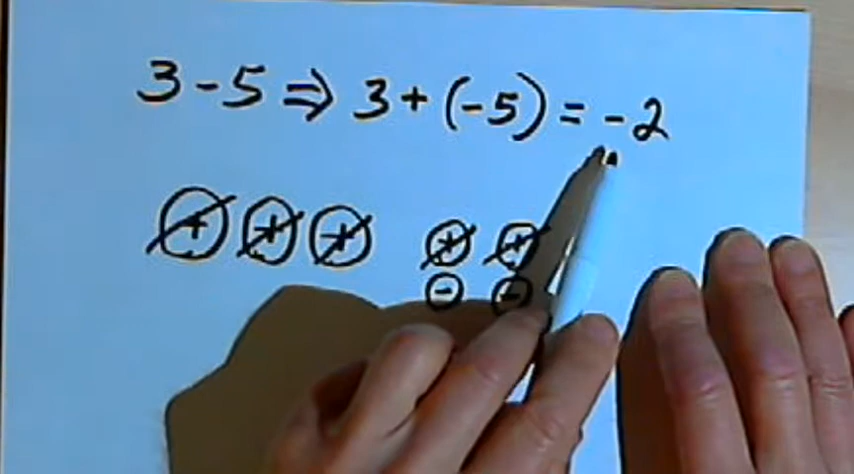 3 - 5 ⇒ 3 + (-5) = -2
+ + + + +
- -